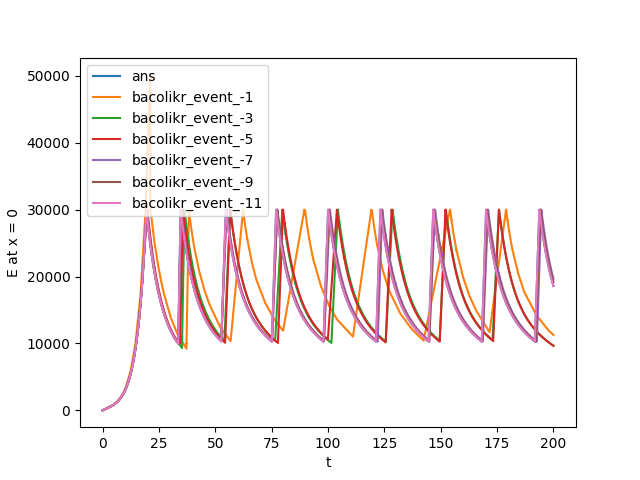 50000
40000
30000
20000
10000
0
E at x = 0
ans
bacolikr_event_-1
bacolikr_event_-3
bacolikr_event_-5
bacolikr_event_-7
bacolikr_event_-9
bacolikr_event_-11
0 25 50 75 100 125 150 175 200
t